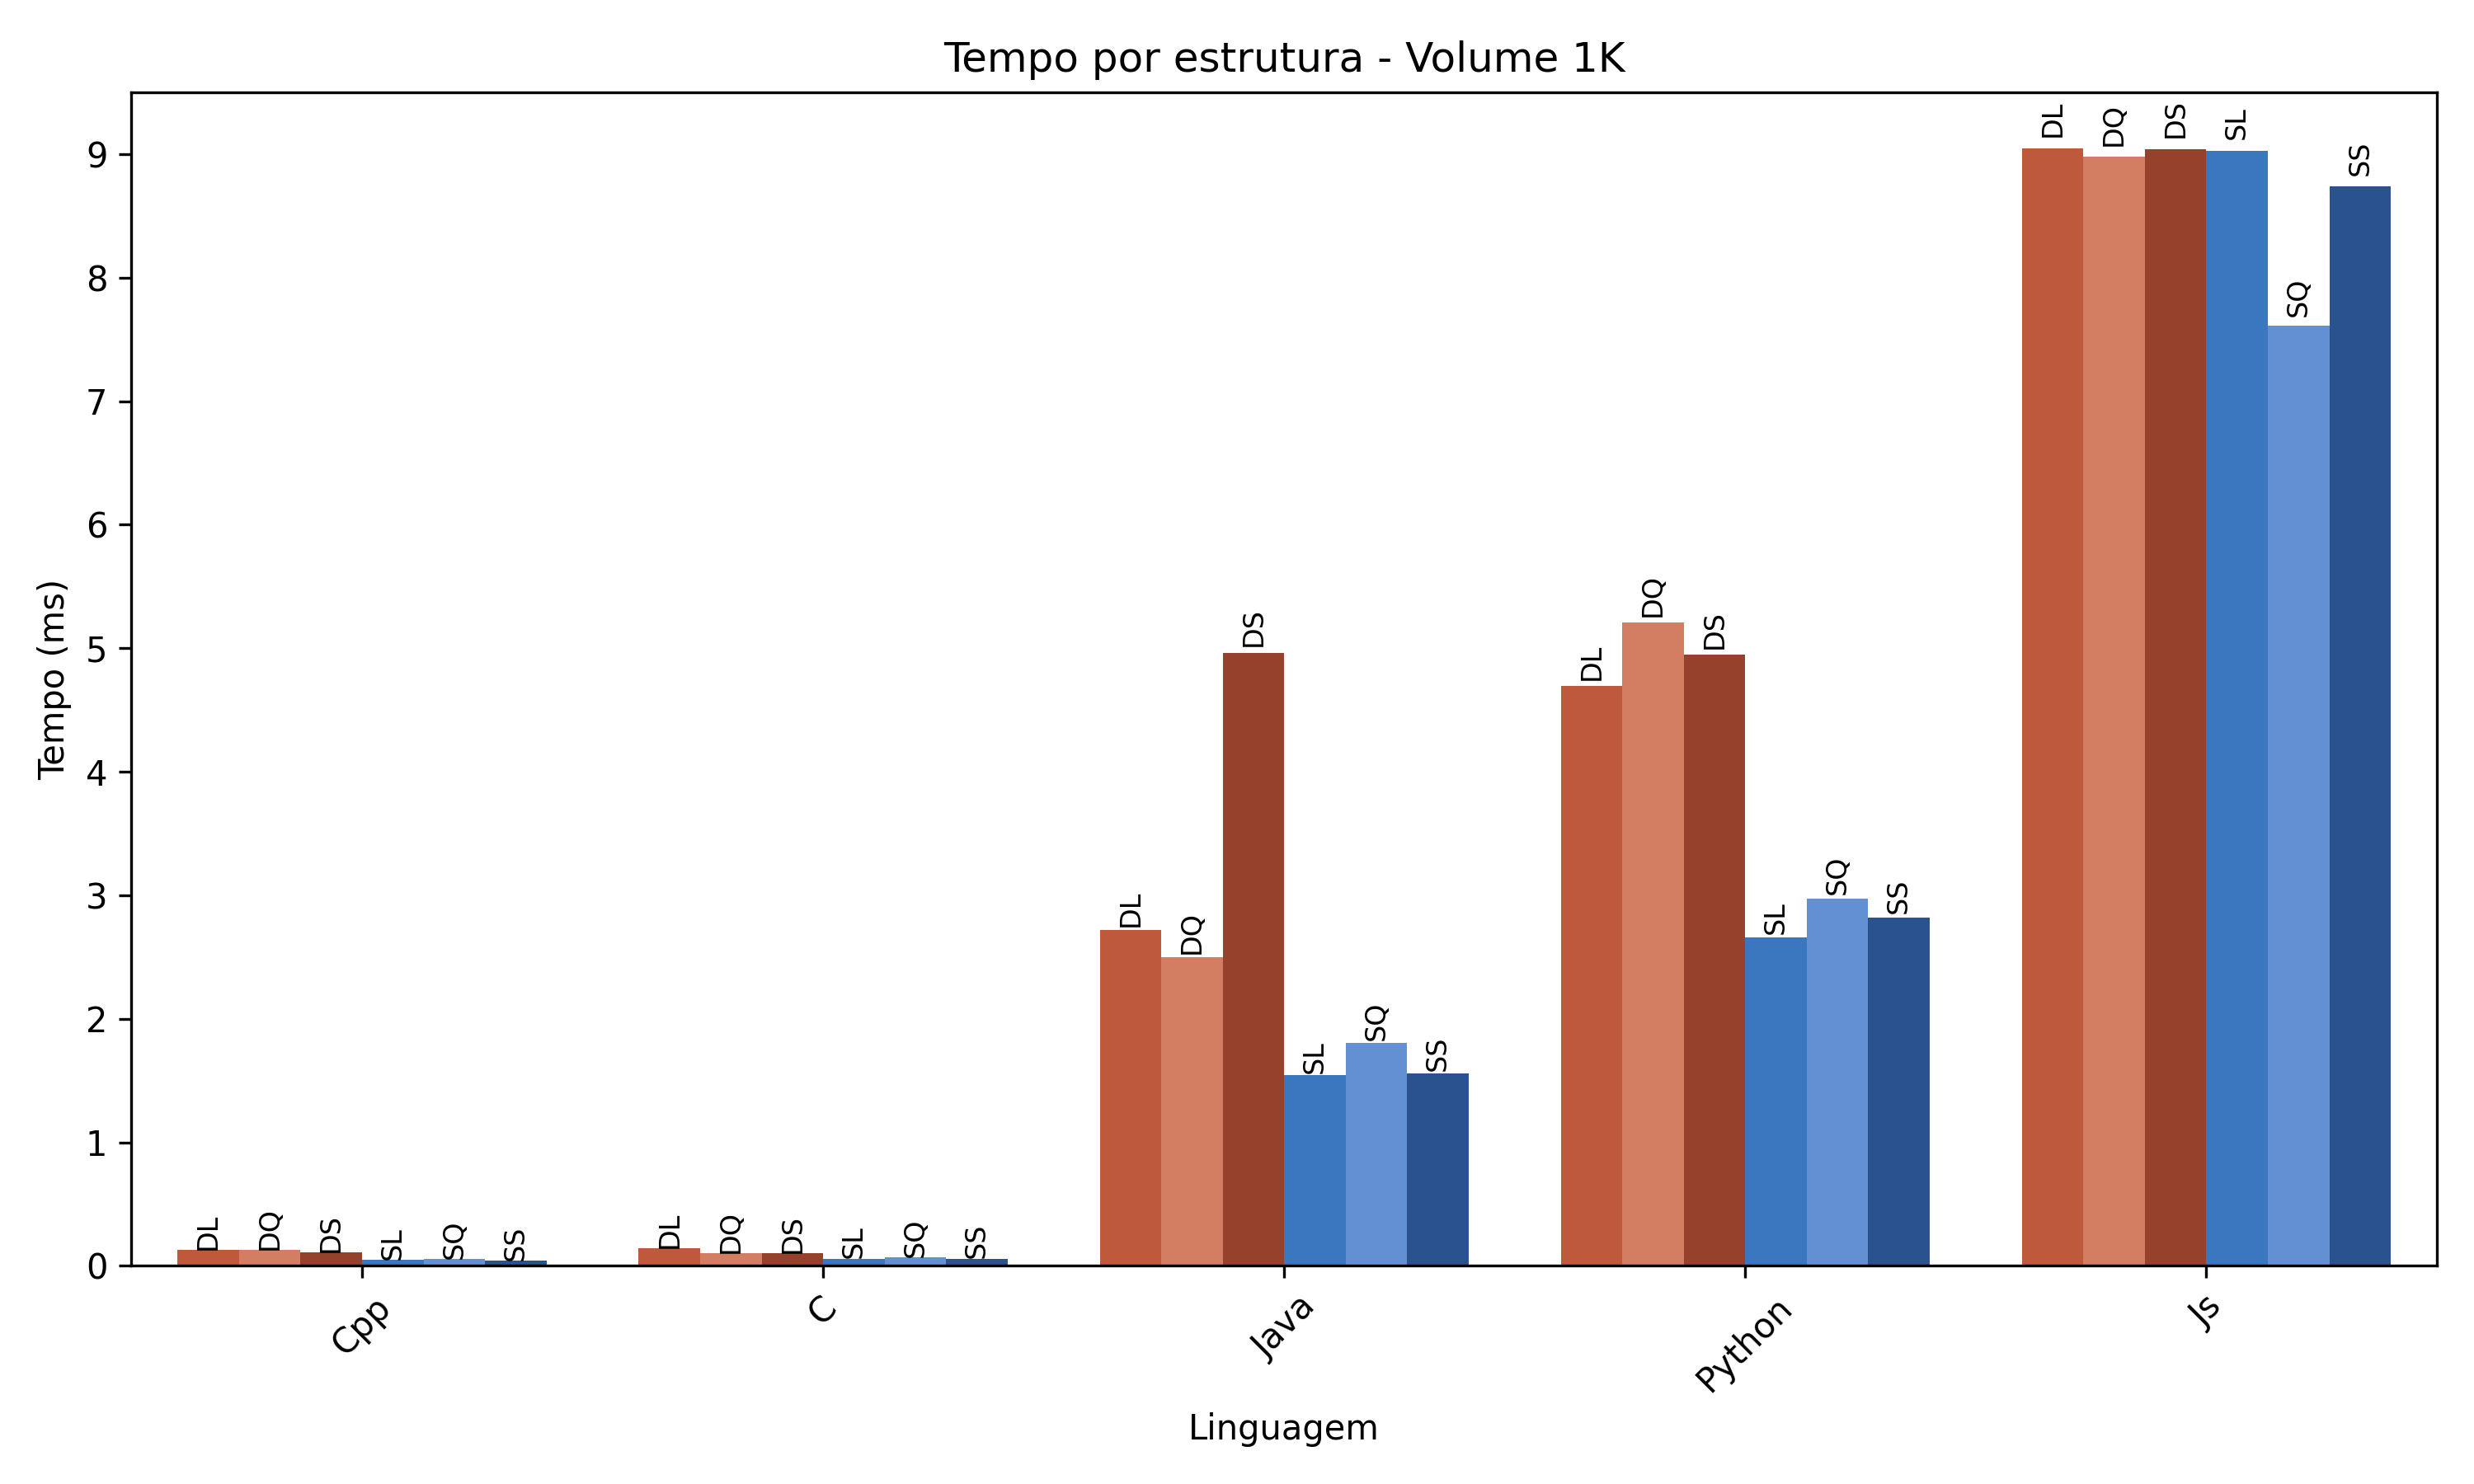 Tempo por estrutura - Volume 1K
Tempo (ms)
9
8
7
6
5
4
3
2
1
0
DL DQ DS SL SQ SS
DL DQ DS SL SQ SS
DL DQ DS SL SQ SS
DL DQ DS SL SQ SS
DL DQ DS SL SQ SS
Cpp C Java Python Js
Linguagem